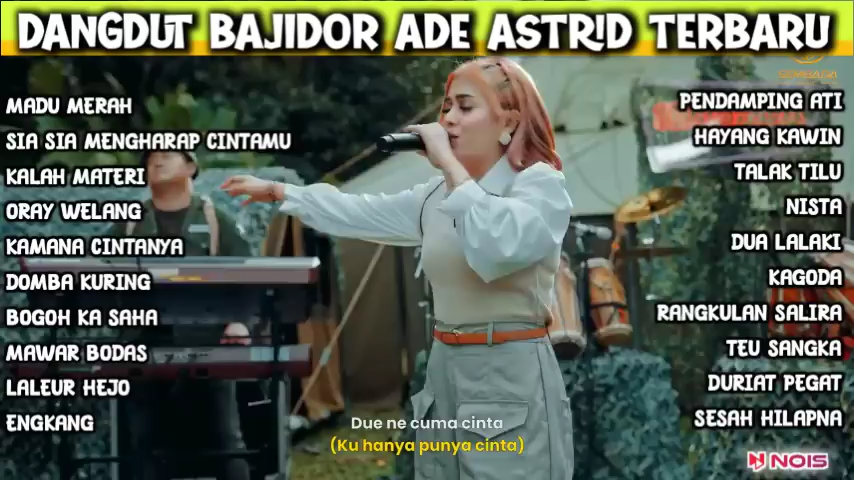 DANGDUT BAJIDOR ADE ASTRID TERBARU
MADU MERAH
SIA SIA MENGHARAP CINTAMU
KALAH MATERI
ORAY WELANG
KAMANA CINTANYA
DOMBA KURING
BOGOH KA SAHA
MAWAR BODAS
LALEUR HEJO
ENGKANG
PENDAMPING ATI
HAYANG KAWIN
TALAK TILU
NISTA
DUA LALAKI
KAGODA
RANGKULAN SALIRA
TEU SANGKA
DURIAT PEGAT
SESAH HILAPNA
Due ne cuma cinta
(Ku hanya punya cinta)
NOIS